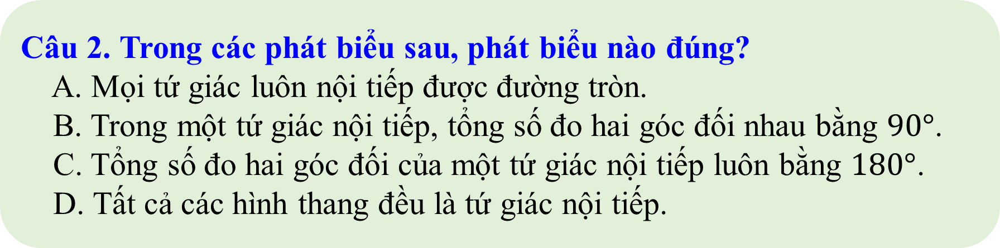 Câu 2. Trong các phát biểu sau, phát biểu nào đúng?
A. Mọi tứ giác luôn nội tiếp được đường tròn.
B. Trong một tứ giác nội tiếp, tổng số đo hai góc đối nhau bằng 90°.
C. Tổng số đo hai góc đối của một tứ giác nội tiếp luôn bằng 180°.
D. Tất cả các hình thang đều là tứ giác nội tiếp.